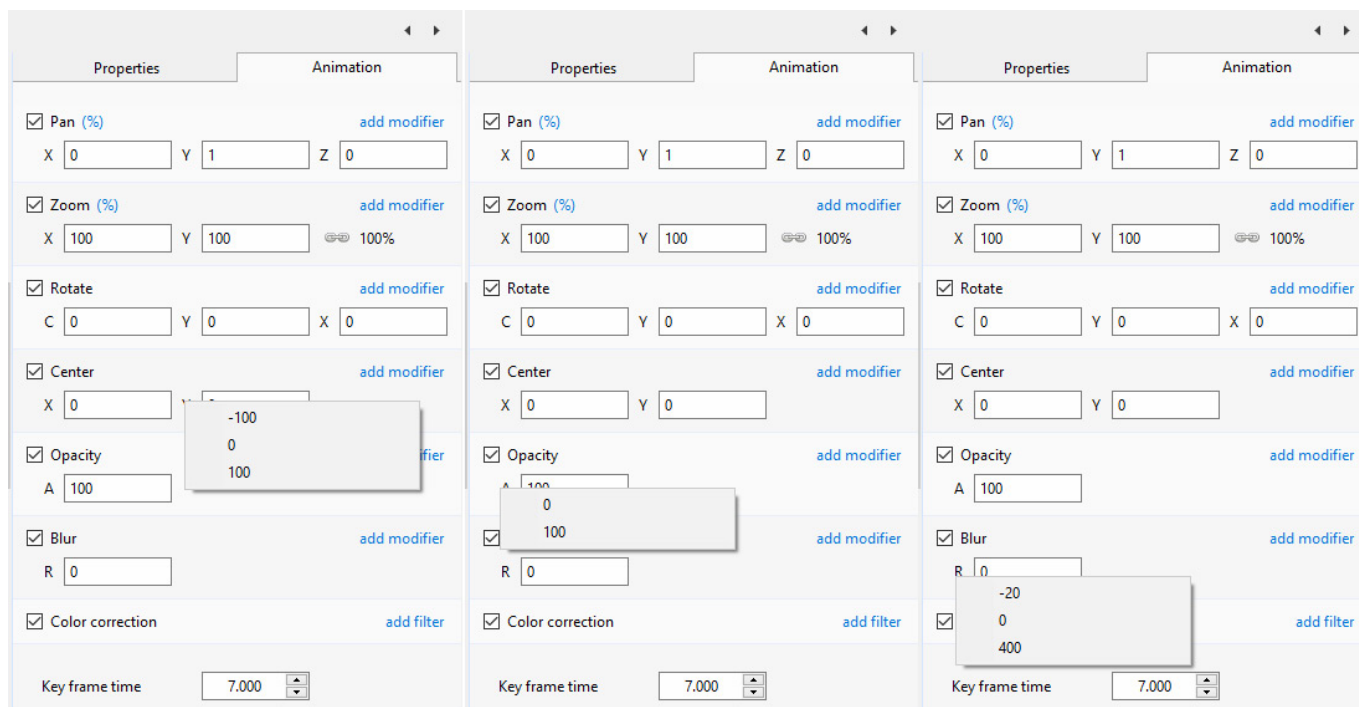 Properties Animation
Pan (%) add modifier
X 0 Y 1 Z 0
Zoom (%) add modifier
X 100 Y 100 100%
Rotate add modifier
C 0 Y 0 X 0
Center add modifier
X 0
-100
0
100
Opacity ifier
A 100
Blur add modifier
R 0
Color correction add filter
Key frame time 7.000
Properties Animation
Pan (%) add modifier
X 0 Y 1 Z 0
Zoom (%) add modifier
X 100 Y 100 100%
Rotate add modifier
C 0 Y 0 X 0
Center add modifier
X 0 Y 0
Opacity add modifier
A 100
0
100
add modifier
R 0
Color correction add filter
Key frame time 7.000
Properties Animation
Pan (%) add modifier
X 0 Y 1 Z 0
Zoom (%) add modifier
X 100 Y 100 100%
Rotate add modifier
C 0 Y 0 X 0
Center add modifier
X 0 Y 0
Opacity add modifier
A 100
Blur add modifier
R 0
-20
0
400
add filter
Key frame time 7.000